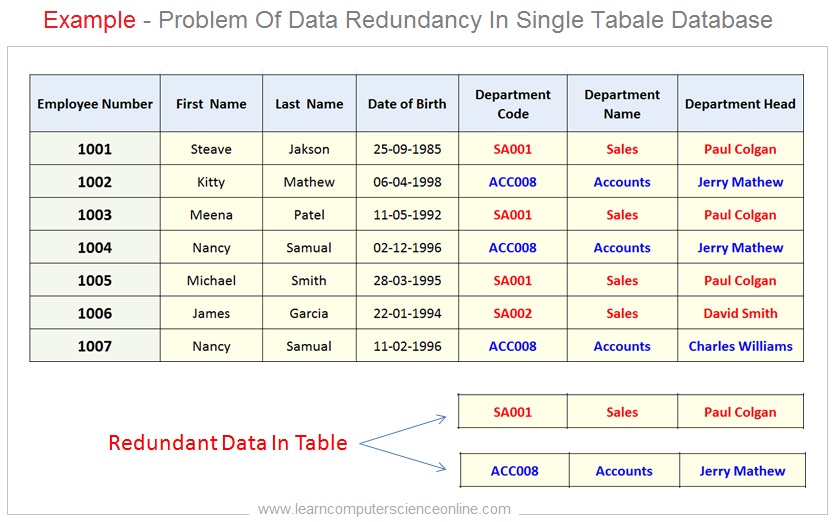 Example - Problem Of Data Redundancy In Single Tabale Database
Employee Number First Name Last Name Date of Birth Department Code Department Name Department Head
1001 Steave Jakson 25-09-1985 SA001 Sales Paul Colgan
1002 Kitty Mathew 06-04-1998 ACC008 Accounts Jerry Mathew
1003 Meena Patel 11-05-1992 SA001 Sales Paul Colgan
1004 Nancy Samual 02-12-1996 ACC008 Accounts Jerry Mathew
1005 Michael Smith 28-03-1995 SA001 Sales Paul Colgan
1006 James Garcia 22-01-1994 SA002 Sales David Smith
1007 Nancy Samual 11-02-1996 ACC008 Accounts Charles Williams
SA001 Sales Paul Colgan
Redundant Data In Table
ACC008 Accounts Jerry Mathew
www.learncomputerscienceonline.com